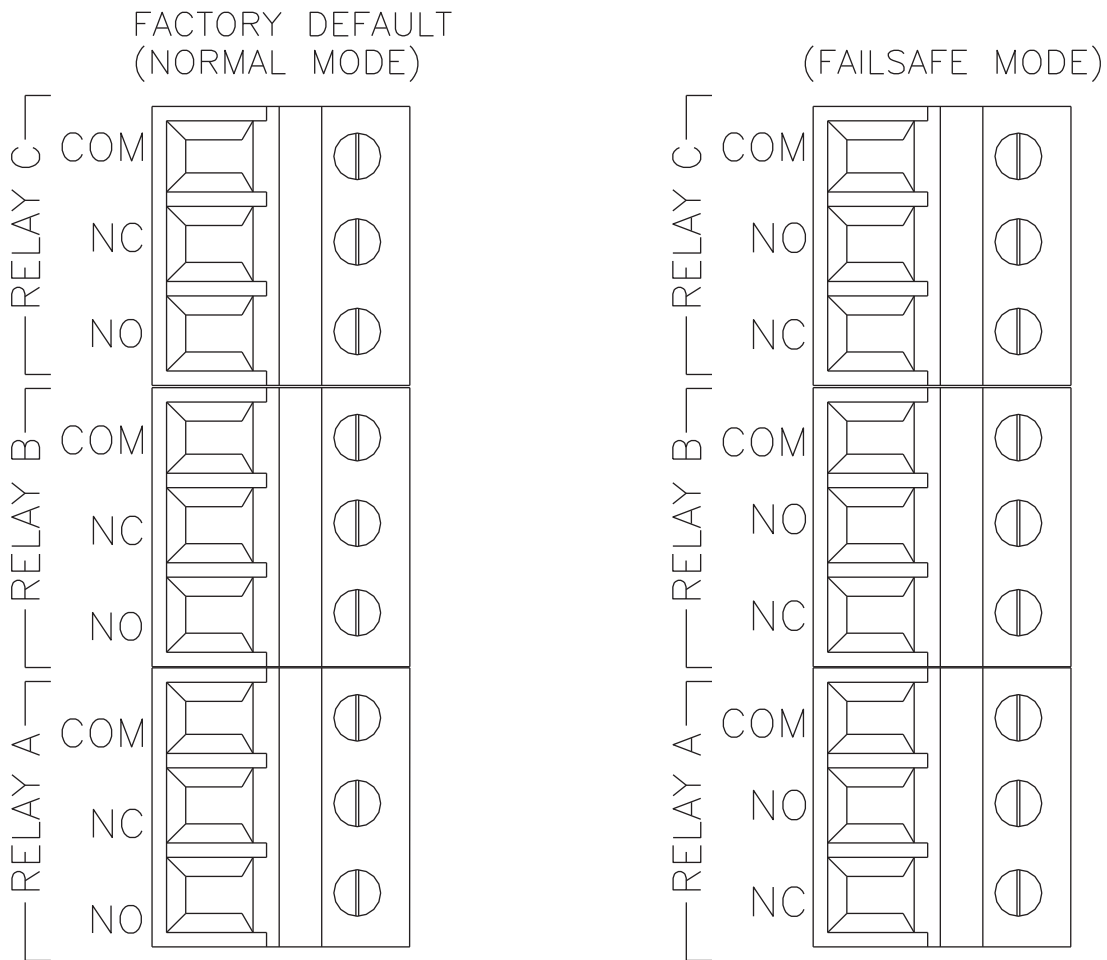 FACTORY DEFAULT
(NORMAL MODE)
RELAY C
COM
NC
NO
RELAY B
COM
NC
NO
RELAY A
COM
NC
NO
(FAILSAFE MODE)
RELAY C
COM
NO
NC
RELAY B
COM
NO
NC
RELAY A
COM
NO
NC